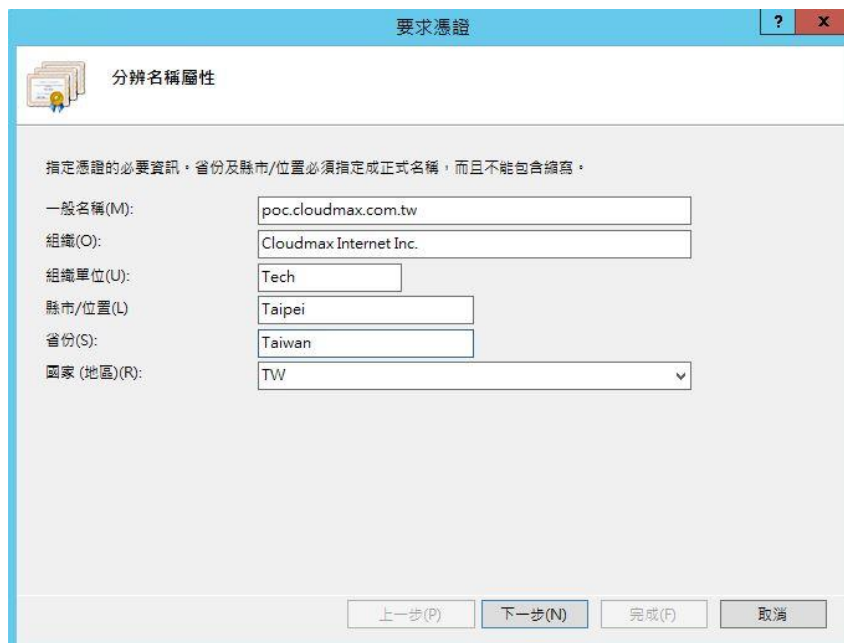 要求憑證
?
x
分辨名稱屬性
指定憑證的必要資訊。省份及縣市/位置必須指定成正式名稱，而且不能包含縮寫。
一般名稱(M): poc.cloudmax.com.tw
組織(O): Cloudmax Internet Inc.
組織單位(U): Tech
縣市/位置(L) Taipei
省份(S): Taiwan
國家 (地區)(R): TW
上一步(P) 下一步(N) 完成(F) 取消